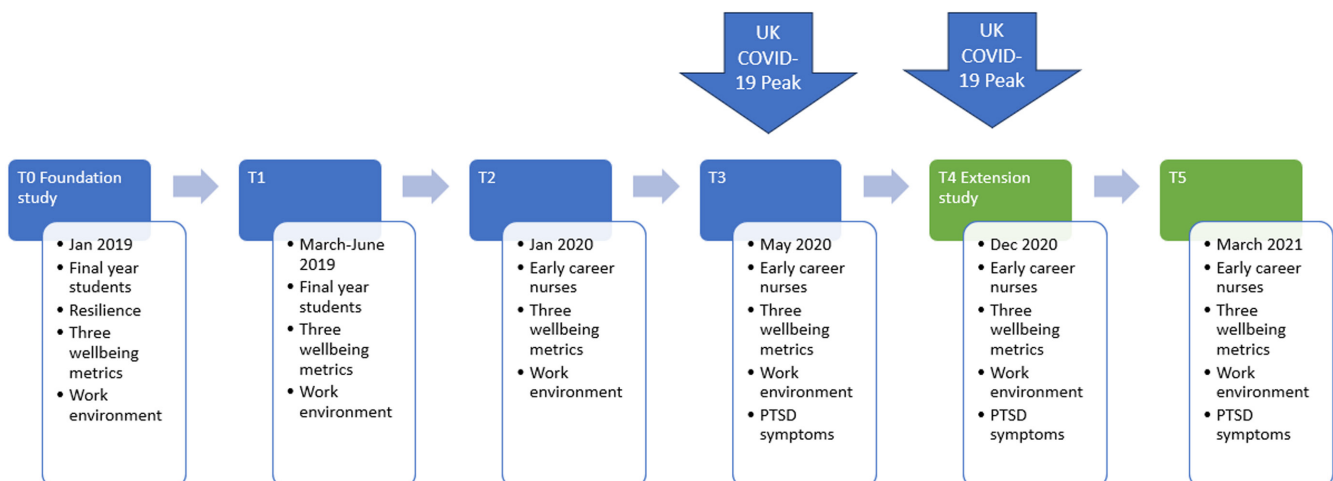 UK
COVID-
19 Peak
UK
COVID-
19 Peak
T0 Foundation
study
• Jan 2019
• Final year
students
• Resilience
• Three
wellbeing
metrics
• Work
environment
T1
• March-June
2019
• Final year
students
• Three
wellbeing
metrics
• Work
environment
T2
• Jan 2020
• Early career
nurses
• Three
wellbeing
metrics
• Work
environment
T3
• May 2020
• Early career
nurses
• Three
wellbeing
metrics
• Work
environment
• PTSD
symptoms
T4 Extension
study
• Dec 2020
• Early career
nurses
• Three
wellbeing
metrics
• Work
environment
• PTSD
symptoms
T5
• March 2021
• Early career
nurses
• Three
wellbeing
metrics
• Work
environment
• PTSD
symptoms